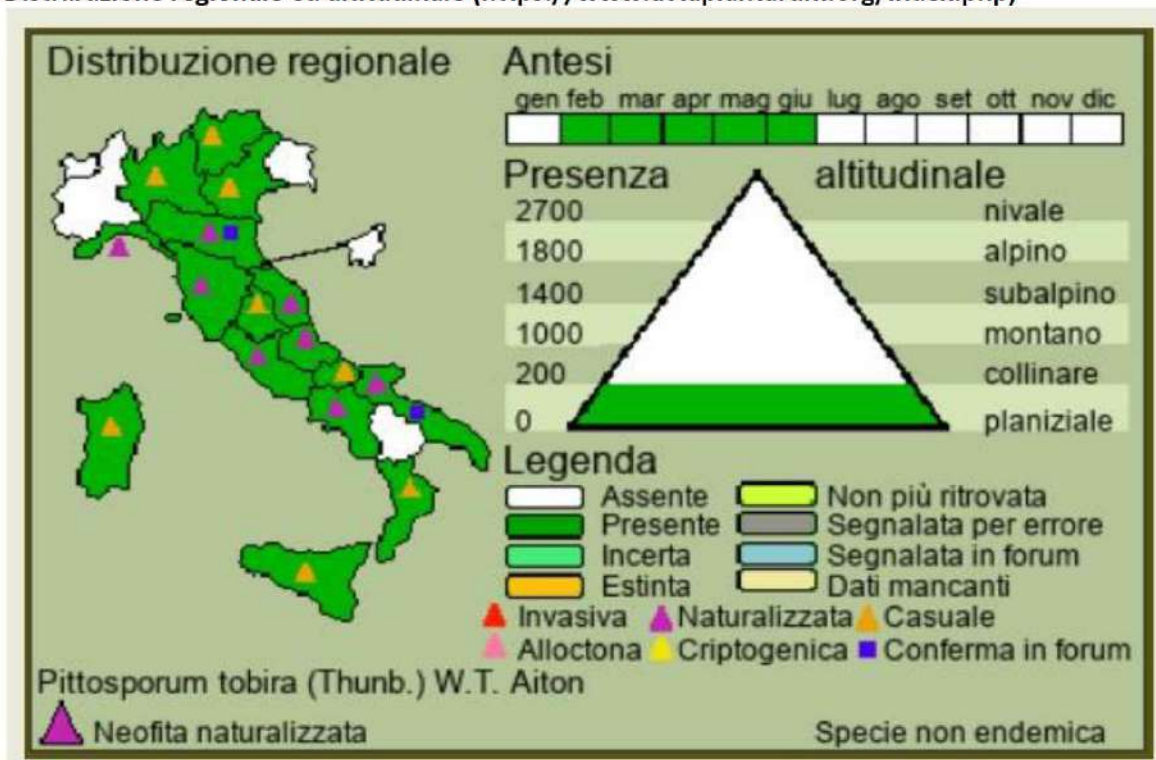 Distribuzione regionale
Antesi
gen feb mar apr mag giu lug ago set ott nov dic
Presenza altitudinale
2700 nivale
1800 alpino
1400 subalpino
1000 montano
200 collinare
0 planiziale
Legenda
Assente Non più ritrovata
Presente Segnalata per errore
Incerta Segnalata in forum
Estinta Dati mancanti
Invasiva Naturalizzata Casuale
Alloctona Criptogenica Conferma in forum
Pittosporum tobira (Thunb.) W.T. Aiton
Neofita naturalizzata Specie non endemica